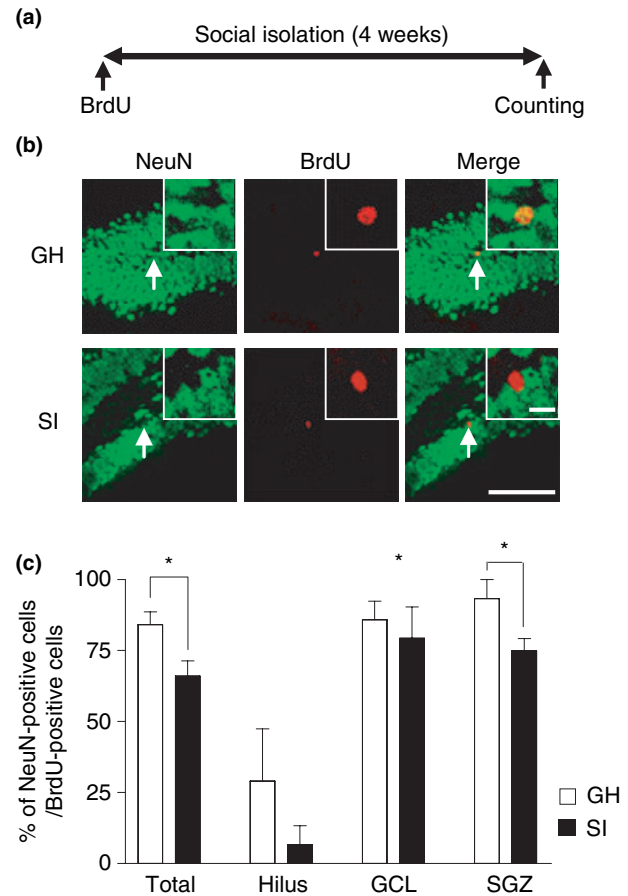 (a)
Social isolation (4 weeks)
BrdU
Counting
(b)
NeuN BrdU Merge
GH
SI
(c)
% of NeuN-positive cells
/BrdU-positive cells
100
75
50
25
0
* * *
Total Hilus GCL SGZ
GH
SI